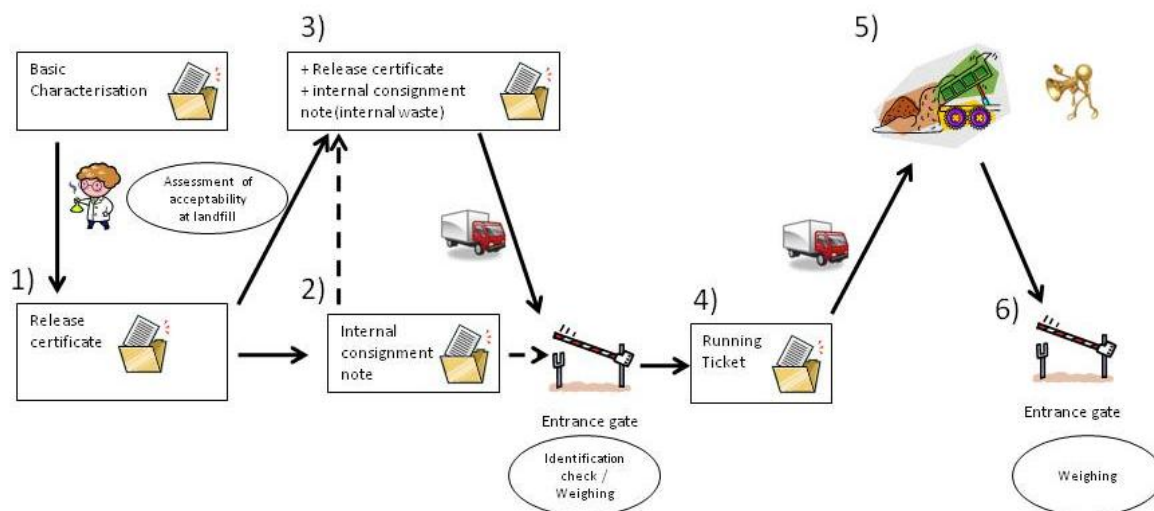 3)
5)
Basic
Characterisation
+ Release certificate
+ internal consignment
note(internal waste)
Assessment of
acceptability
at landfill
1)
2)
4)
6)
Release
certificate
Internal
consignment
note
Running
Ticket
Entrance gate
Identification
check /
Weighing
Entrance gate
Weighing